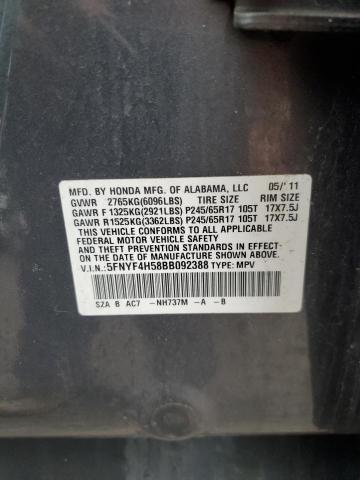 MFD. BY HONDA MFG. OF ALABAMA, LLC 05/'11
GVWR 2765KG(6096LBS) TIRE SIZE RIM SIZE
GAWR F 1325KG(2921LBS) P245/65R17 105T 17X7.5J
GAWR R1525KG(3362LBS) P245/65R17 105T 17X7.5J
THIS VEHICLE CONFORMS TO ALL APPLICABLE
FEDERAL MOTOR VEHICLE SAFETY
AND THEFT PREVENTION STANDARDS IN EFFECT
ON THE DATE OF MANUFACTURE SHOWN ABOVE.
V.I.N.:5FNYF4H58BB092388 TYPE: MPV
SZA B AC7 -NH737M -A -B